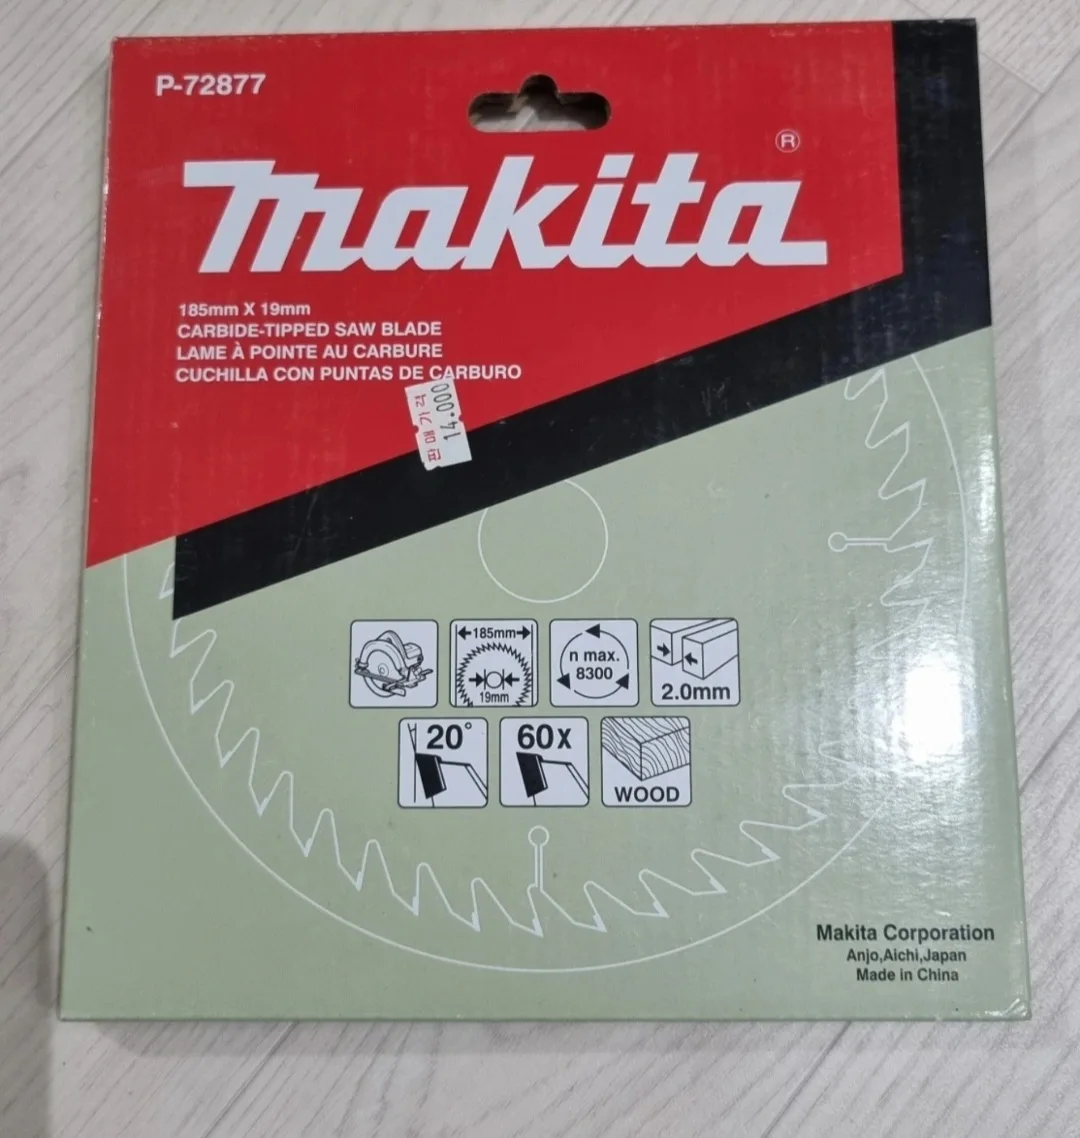 P-72877
makita®
185mm X 19mm
CARBIDE-TIPPED SAW BLADE
LAME À POINTE AU CARBURE
CUCHILLA CON PUNTAS DE CARBURO
판매가격
14.000
185mm
19mm
n max.
8300
2.0mm
20°
60x
WOOD
Makita Corporation
Anjo,Aichi,Japan
Made in China